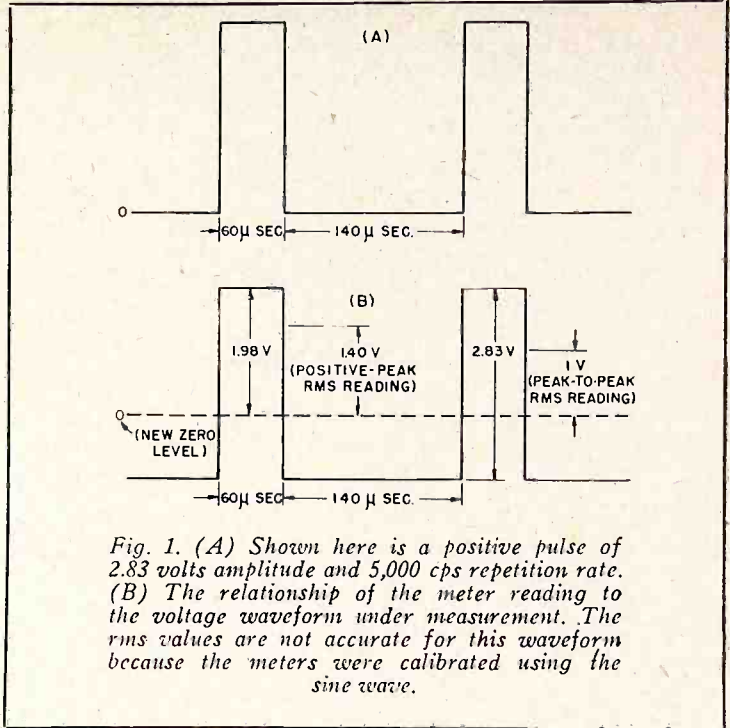 (A)
0
60µ SEC
140µ SEC.
(B)
1.98 V
1.40 V
(POSITIVE-PEAK
RMS READING)
2.83 V
1 V
(PEAK-TO-PEAK
RMS READING)
0
(NEW ZERO
LEVEL)
60µ SEC
140 µ SEC.
Fig. 1. (A) Shown here is a positive pulse of
2.83 volts amplitude and 5,000 cps repetition rate.
(B) The relationship of the meter reading to
the voltage waveform under measurement. .The
rms values are not accurate for this waveform
because the meters were calibrated using the
sine wave.